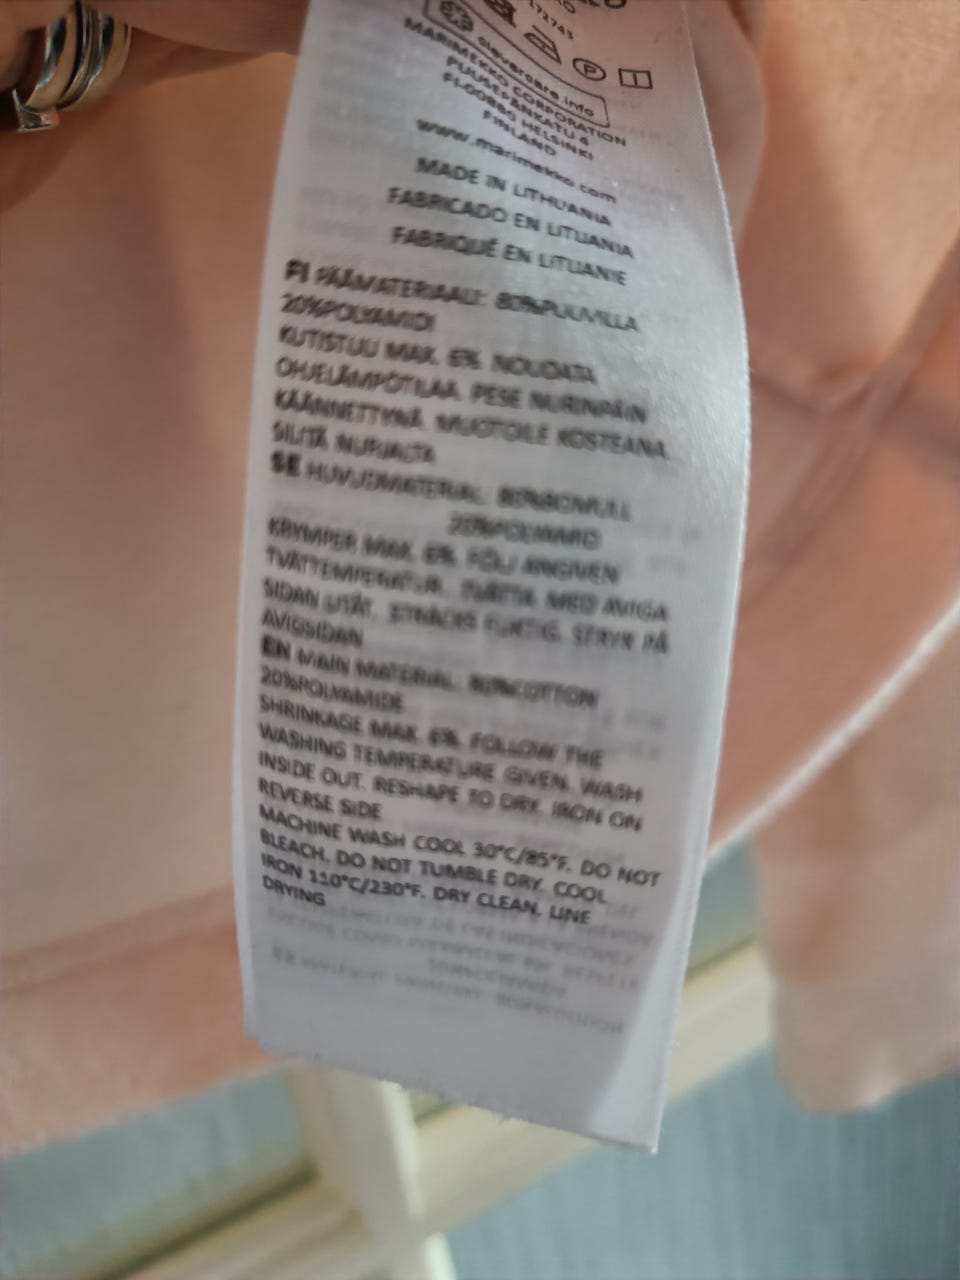 172743
P
clevercare.info
MARIMEKKO CORPORATION
PUUSEPÄNKATU 4
FI-00880 HELSINKI
FINLAND
www.marimekko.com
MADE IN LITHUANIA
FABRICADO EN LITUANIA
FABRIQUÉ EN LITUANIE
FI PÄÄMATERIAALI: 80%PUUVILLA
20%POLYAMIDI
KUTISTUU MAX. 6%. NOUDATA
OHJELÄMPÖTILAA. PESE NURINPÄIN
KÄÄNNETTYNÄ. MUOTOILE KOSTEANA.
SILITÄ NURJALTA
SE HUVUDMATERIAL: 80%BOMULL
20%POLYAMID
KRYMPER MAX. 6%. FÖLJ ANGIVEN
TVÄTTEMPERATUR. TVÄTTA MED AVIGA
SIDAN UTÅT. STRÄCKS FUKTIG. STRYK PÅ
AVIGSIDAN
EN MAIN MATERIAL: 80%COTTON
20%POLYAMIDE
SHRINKAGE MAX. 6%. FOLLOW THE
WASHING TEMPERATURE GIVEN. WASH
INSIDE OUT. RESHAPE TO DRY. IRON ON
REVERSE SIDE
MACHINE WASH COOL 30°C/85°F. DO NOT
BLEACH. DO NOT TUMBLE DRY. COOL
IRON 110°C/230°F. DRY CLEAN. LINE
DRYING